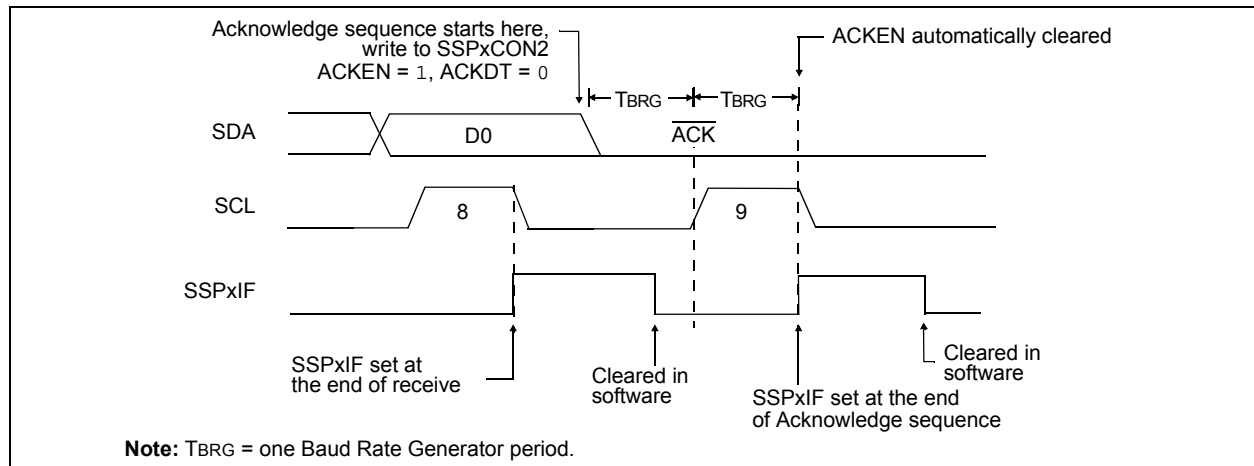 Acknowledge sequence starts here,
write to SSPxCON2
ACKEN = 1, ACKDT = 0
ACKEN automatically cleared
TBRG
TBRG
SDA
D0
ACK
SCL
8
9
SSPxIF
SSPxIF set at
the end of receive
Cleared in
software
SSPxIF set at the end
of Acknowledge sequence
Cleared in
software
Note: TBRG = one Baud Rate Generator period.